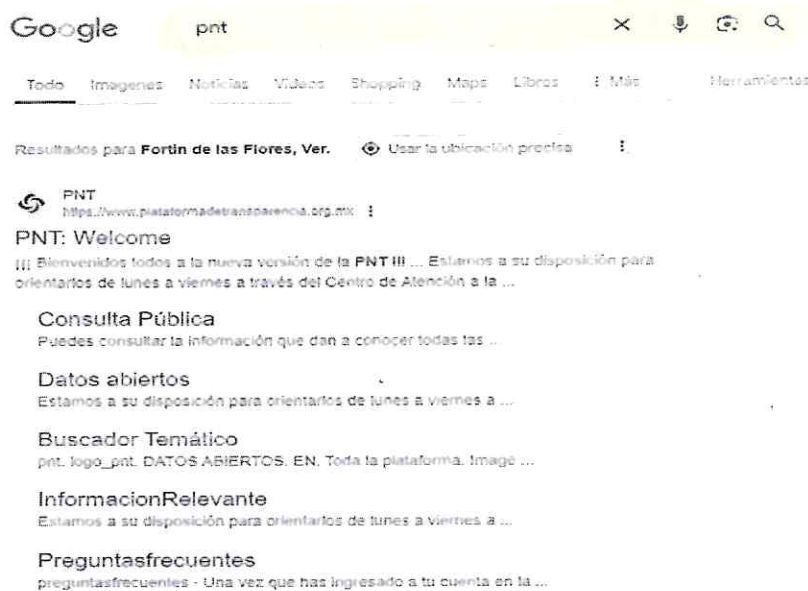 Google pnt
Todo Imagenes Noticias Videos Shopping Maps Libros Más Herramientas
Resultados para Fortin de las Flores, Ver. Usar la ubicación precisa
PNT
https://www.plataformadetransparencia.org.mx
PNT: Welcome
¡¡¡ Bienvenidos todos a la nueva versión de la PNT !!! ... Estamos a su disposición para
orientarlos de lunes a viernes a través del Centro de Atención a la ...
Consulta Pública
Puedes consultar la información que dan a conocer todas las ...
Datos abiertos
Estamos a su disposición para orientarlos de lunes a viernes a ...
Buscador Temático
pnt. logo_pnt. DATOS ABIERTOS. EN. Toda la plataforma. Image ...
InformacionRelevante
Estamos a su disposición para orientarlos de lunes a viernes a ...
Preguntasfrecuentes
preguntasfrecuentes - Una vez que has ingresado a tu cuenta en la ...